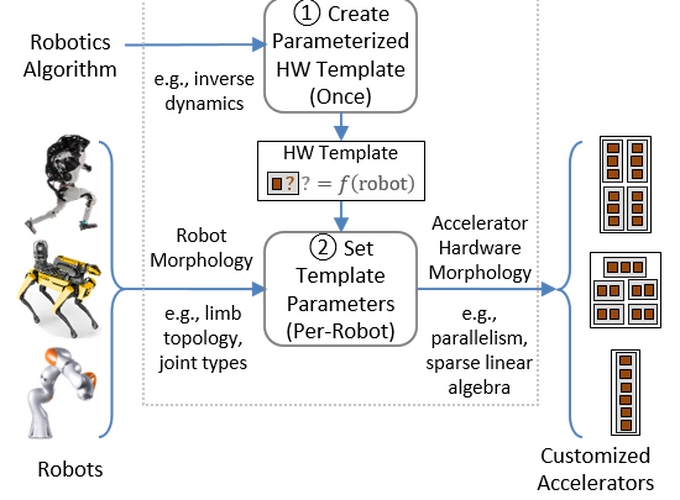 ① Create
Parameterized
HW Template
(Once)
Robotics
Algorithm
e.g., inverse
dynamics
HW Template
? ? = f(robot)
Robot
Morphology
② Set
Template
Parameters
(Per-Robot)
Accelerator
Hardware
Morphology
e.g., limb
topology,
joint types
e.g.,
parallelism,
sparse linear
algebra
Robots
Customized
Accelerators